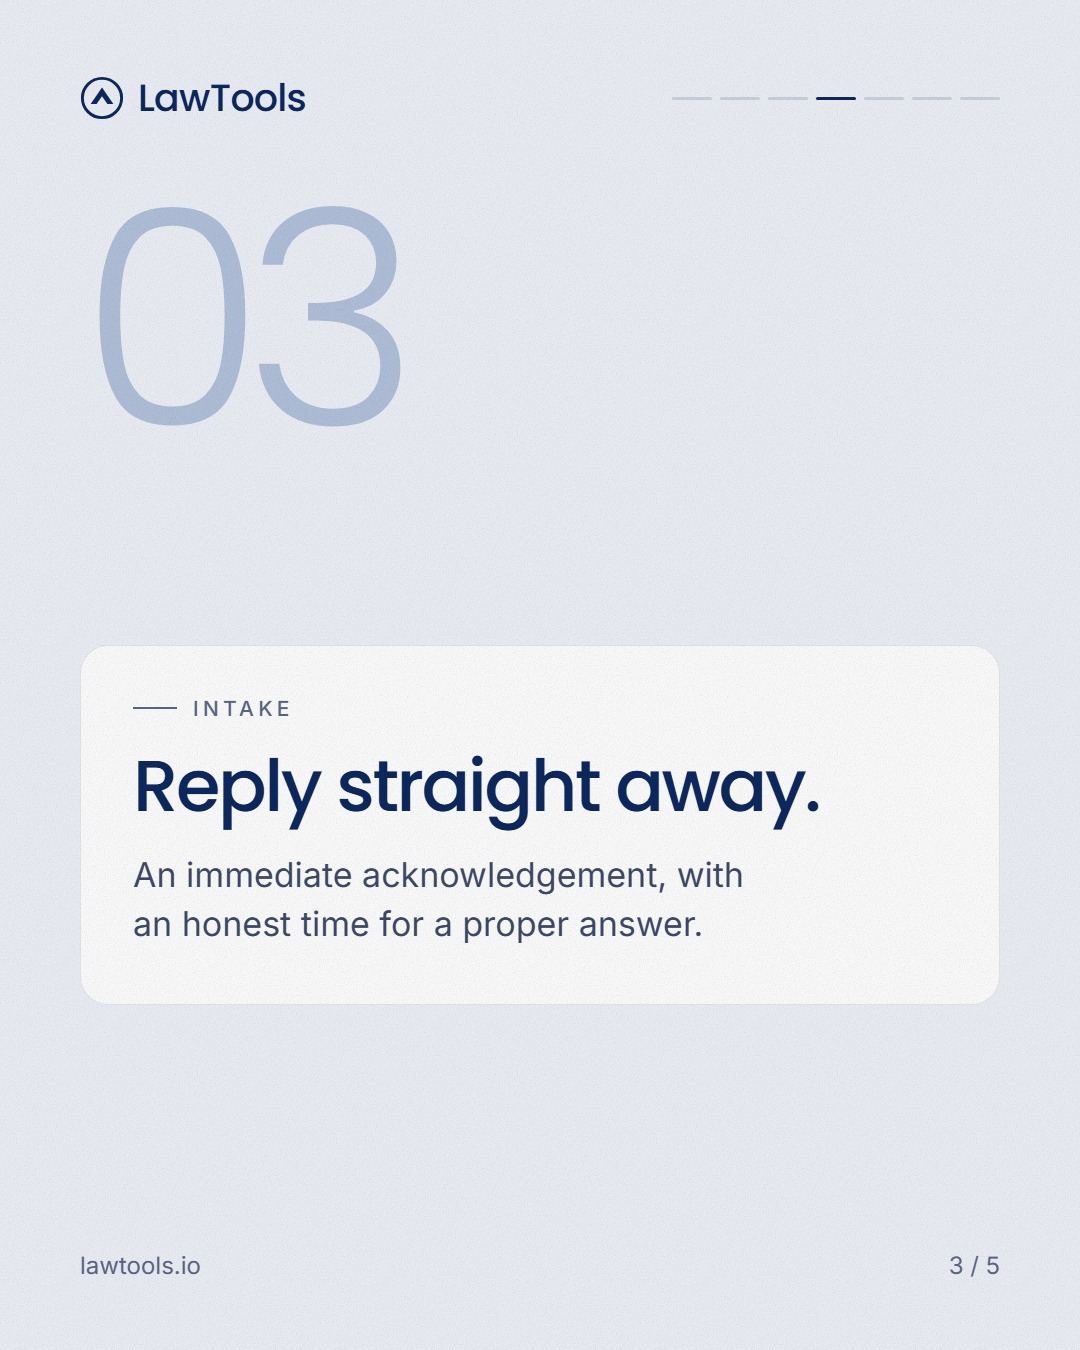 LawTools
03
INTAKE
Reply straight away.
An immediate acknowledgement, with
an honest time for a proper answer.
lawtools.io
3 / 5